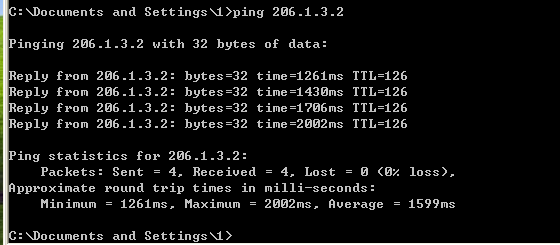 C:\Documents and Settings\1>ping 206.1.3.2
Pinging 206.1.3.2 with 32 bytes of data:
Reply from 206.1.3.2: bytes=32 time=1261ms TTL=126
Reply from 206.1.3.2: bytes=32 time=1430ms TTL=126
Reply from 206.1.3.2: bytes=32 time=1706ms TTL=126
Reply from 206.1.3.2: bytes=32 time=2002ms TTL=126
Ping statistics for 206.1.3.2:
    Packets: Sent = 4, Received = 4, Lost = 0 (0% loss),
Approximate round trip times in milli-seconds:
    Minimum = 1261ms, Maximum = 2002ms, Average = 1599ms
C:\Documents and Settings\1>